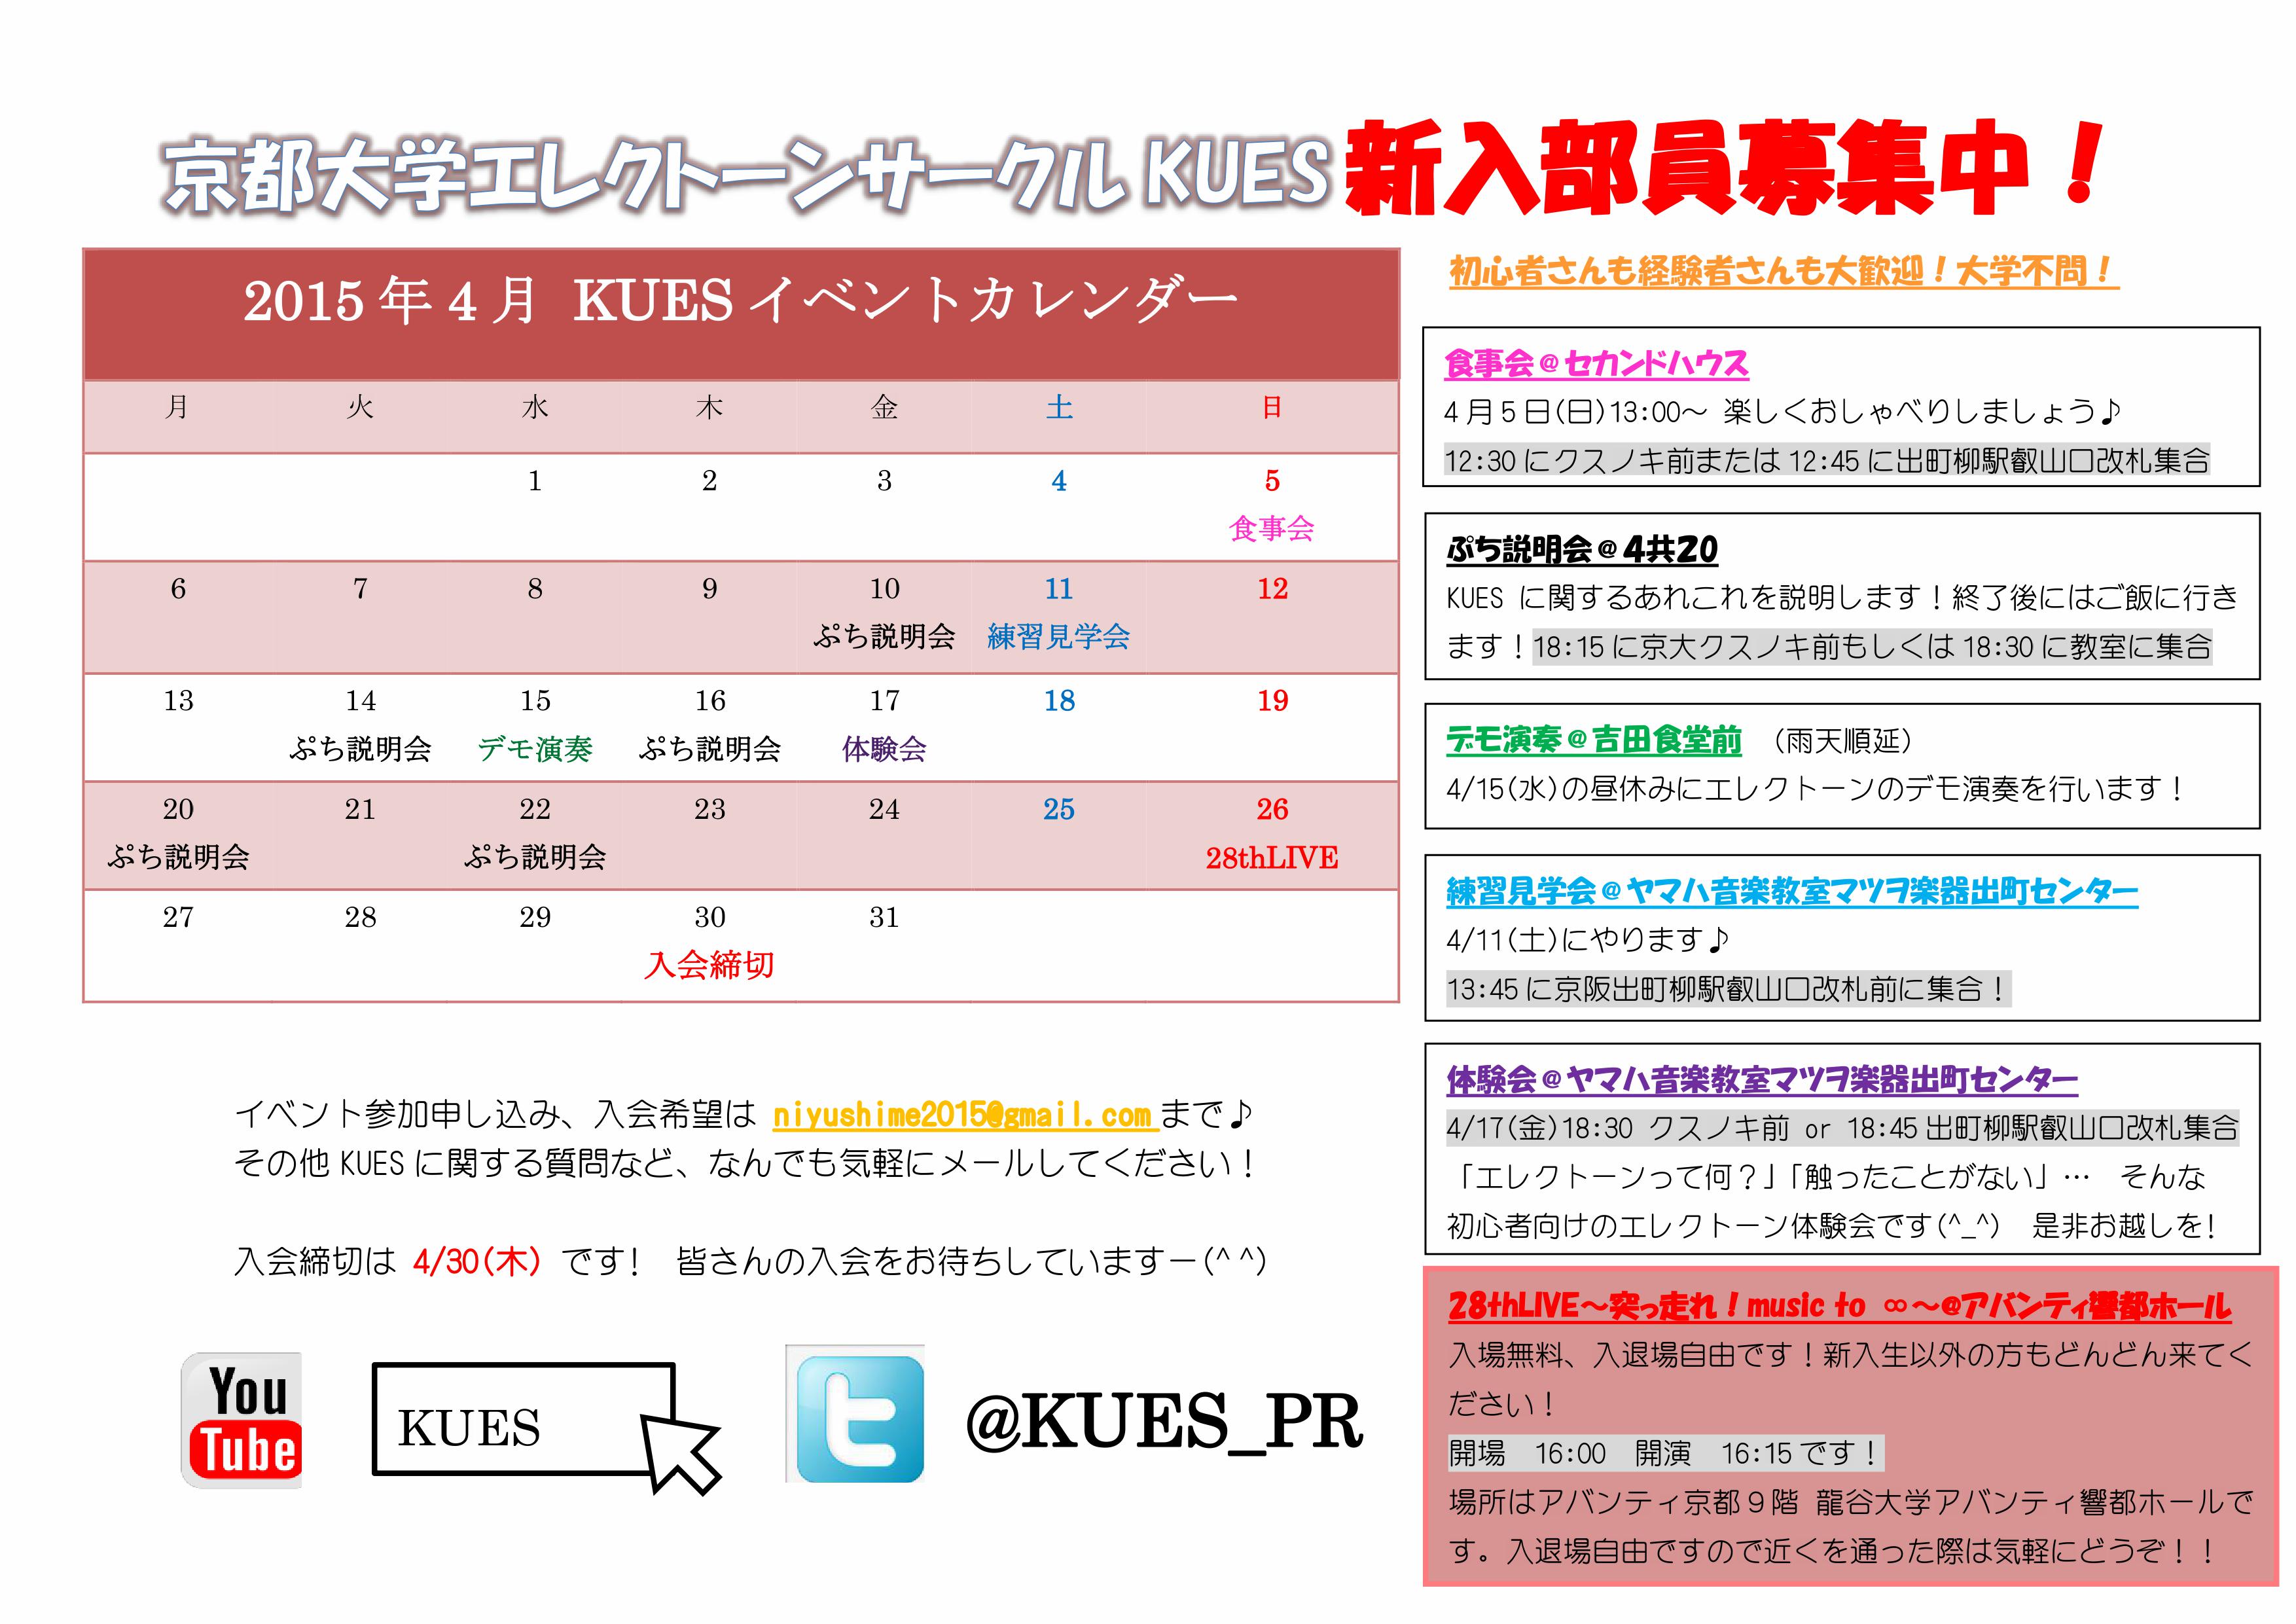 京都大学エレクトーンサークル KUES 新入部員募集中！
2015 年 4 月 KUES イベントカレンダー
月 火 水 木 金 土 日
1 2 3 4 5
食事会
6 7 8 9 10 11 12
ぷち説明会 練習見学会
13 14 15 16 17 18 19
ぷち説明会 デモ演奏 ぷち説明会 体験会
20 21 22 23 24 25 26
ぷち説明会 ぷち説明会 28thLIVE
27 28 29 30 31
入会締切
イベント参加申し込み、入会希望は niyushime2015@gmail.com まで♪
その他 KUES に関する質問など、なんでも気軽にメールしてください！
入会締切は 4/30(木) です！ 皆さんの入会をお待ちしていますー(^ ^)
You
Tube
KUES
@KUES_PR
初心者さんも経験者さんも大歓迎！大学不問！
食事会＠セカンドハウス
4 月 5 日(日)13:00～ 楽しくおしゃべりしましょう♪
12:30 にクスノキ前または 12:45 に出町柳駅叡山口改札集合
ぷち説明会＠4共20
KUES に関するあれこれを説明します！終了後にはご飯に行き
ます！18:15 に京大クスノキ前もしくは 18:30 に教室に集合
デモ演奏＠吉田食堂前 （雨天順延）
4/15(水)の昼休みにエレクトーンのデモ演奏を行います！
練習見学会＠ヤマハ音楽教室マツヲ楽器出町センター
4/11(土)にやります♪
13:45 に京阪出町柳駅叡山口改札前に集合！
体験会＠ヤマハ音楽教室マツヲ楽器出町センター
4/17(金)18:30 クスノキ前 or 18:45 出町柳駅叡山口改札集合
「エレクトーンって何？」「触ったことがない」… そんな
初心者向けのエレクトーン体験会です(^_^) 是非お越しを！
28thLIVE～突っ走れ！music to ∞～@アバンティ響都ホール
入場無料、入退場自由です！新入生以外の方もどんどん来てく
ださい！
開場 16:00 開演 16:15 です！
場所はアバンティ京都 9 階 龍谷大学アバンティ響都ホールで
す。入退場自由ですので近くを通った際は気軽にどうぞ！！